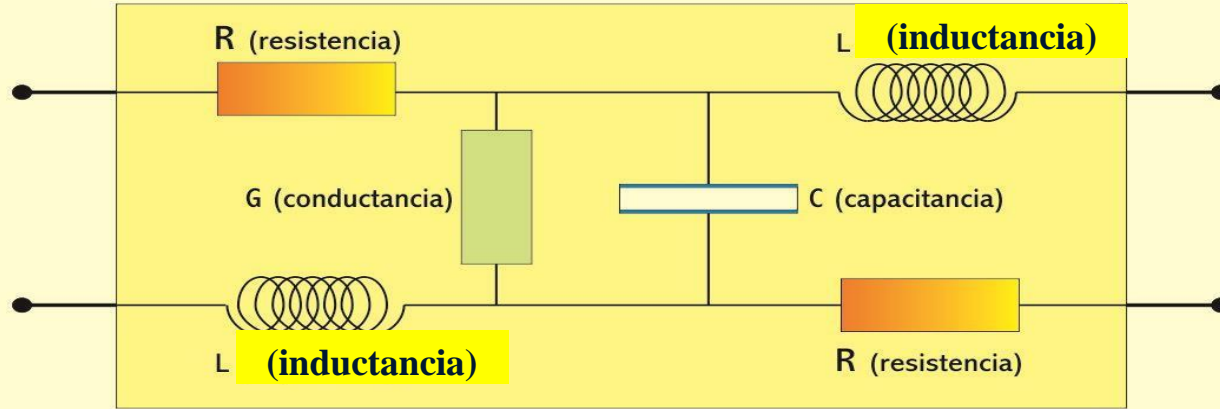 R (resistencia)
L (inductancia)
G (conductancia)
C (capacitancia)
L (inductancia)
R (resistencia)